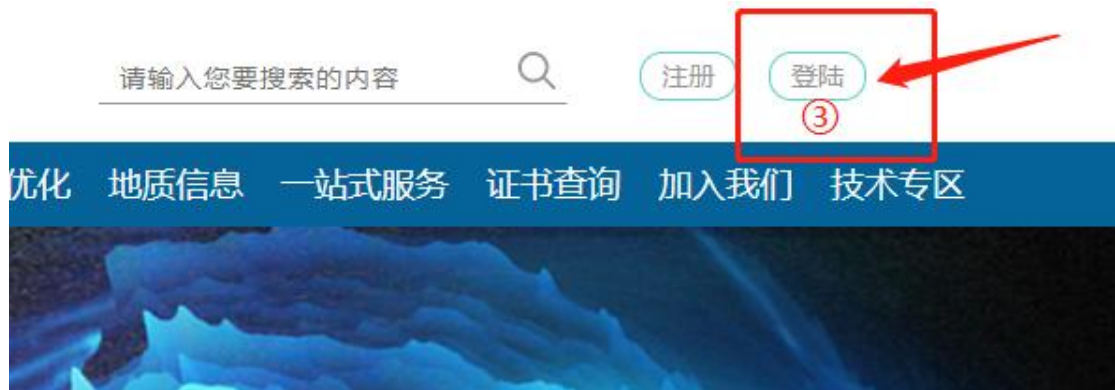 请输入您要搜索的内容 注册 登陆
③
优化 地质信息 一站式服务 证书查询 加入我们 技术专区